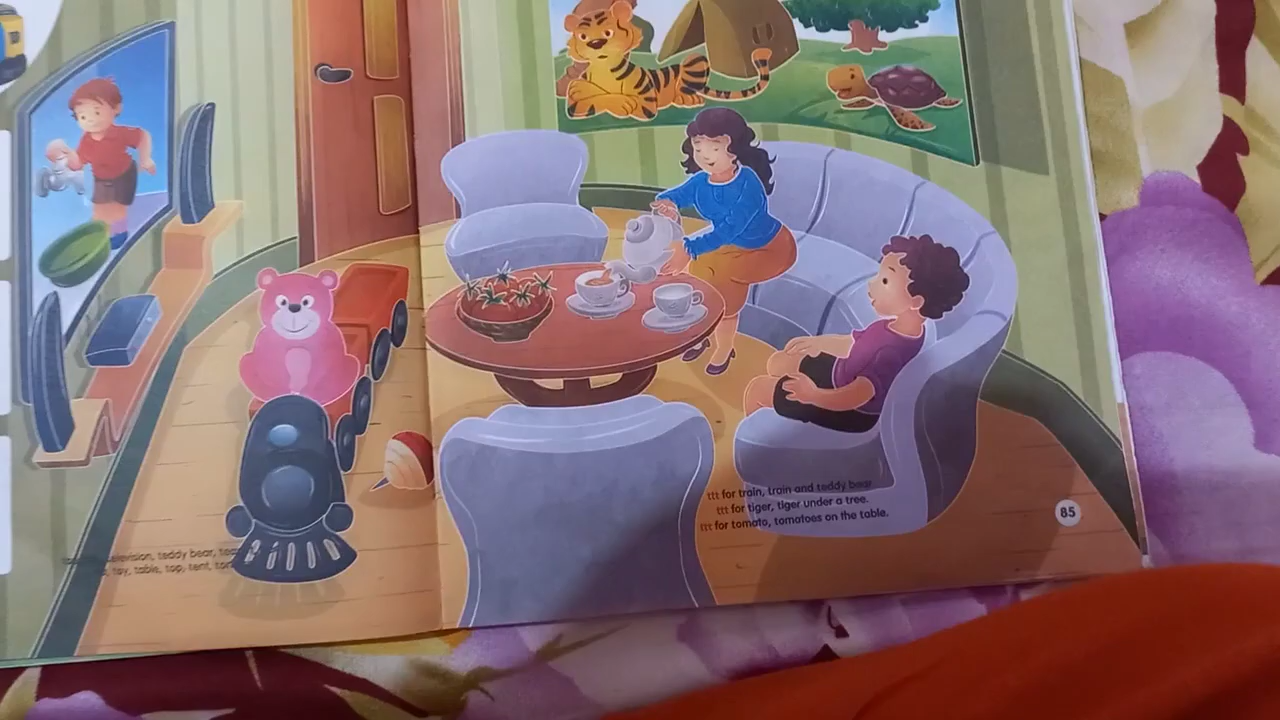 television, teddy bear,
toy, table, top, tent,
ttt for train, train and teddy bear.
ttt for tiger, tiger under a tree.
ttt for tomato, tomatoes on the table.
85